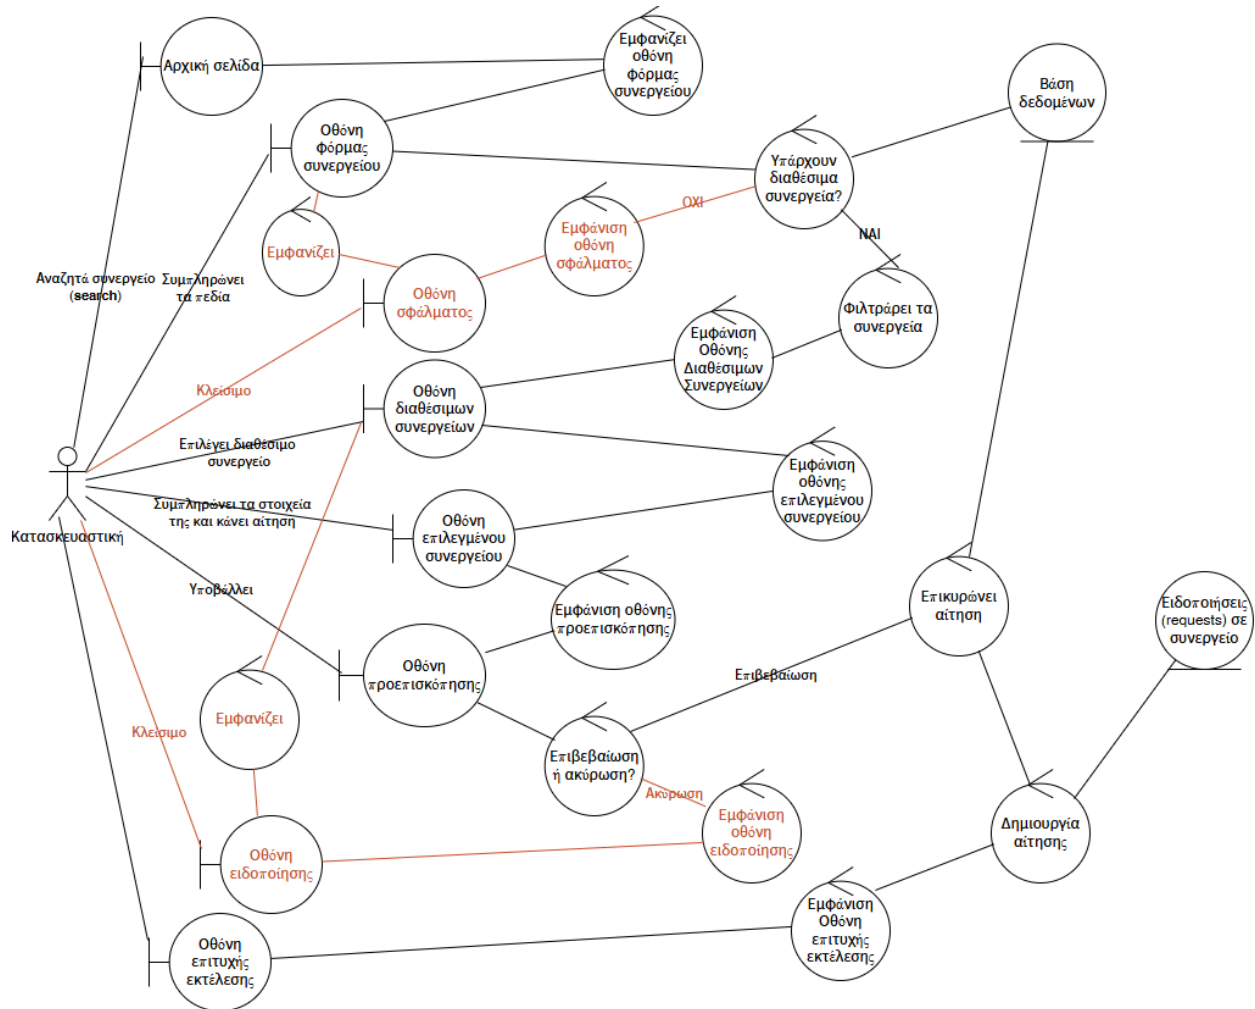 Αρχική σελίδα
Εμφανίζει
οθόνη
φόρμας
συνεργείου
Βάση
δεδομένων
Οθόνη
φόρμας
συνεργείου
Υπάρχουν
διαθέσιμα
συνεργεία?
ΟΧΙ
ΝΑΙ
Εμφανίζει
Εμφάνιση
οθόνη
σφάλματος
Αναζητά συνεργείο
(search)
Συμπληρώνει
τα πεδία
Οθόνη
σφάλματος
Φιλτράρει τα
συνεργεία
Εμφάνιση
Οθόνης
Διαθέσιμων
Συνεργείων
Κλείσιμο
Οθόνη
διαθέσιμων
συνεργείων
Επιλέγει διαθέσιμο
συνεργείο
Εμφάνιση
οθόνης
επιλεγμένου
συνεργείου
Συμπληρώνει τα στοιχεία
της και κάνει αίτηση
Κατασκευαστική
Οθόνη
επιλεγμένου
συνεργείου
Υποβάλλει
Εμφάνιση οθόνης
προεπισκόπησης
Επικυρώνει
αίτηση
Ειδοποιήσεις
(requests) σε
συνεργείο
Οθόνη
προεπισκόπησης
Επιβεβαίωση
Εμφανίζει
Κλείσιμο
Επιβεβαίωση
ή ακύρωση?
Ακύρωση
Εμφάνιση
οθόνη
ειδοποίησης
Δημιουργία
αίτησης
Οθόνη
ειδοποίησης
Εμφάνιση
Οθόνη
επιτυχής
εκτέλεσης
Οθόνη
επιτυχής
εκτέλεσης